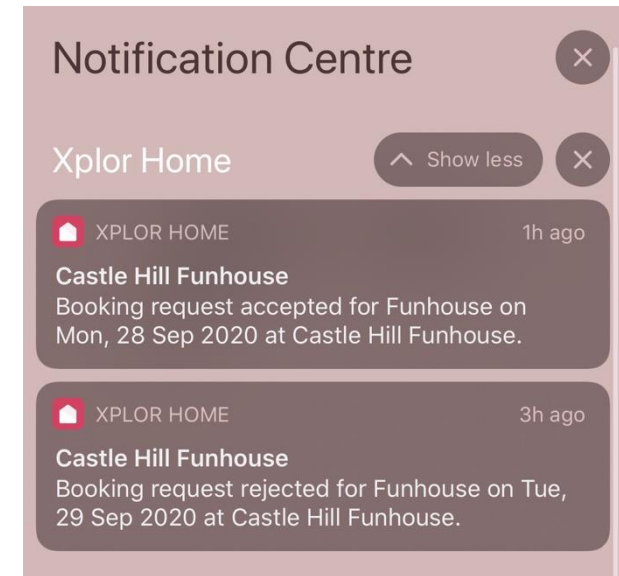 Notification Centre
Xplor Home
Show less
XPLOR HOME
1h ago
Castle Hill Funhouse
Booking request accepted for Funhouse on
Mon, 28 Sep 2020 at Castle Hill Funhouse.
XPLOR HOME
3h ago
Castle Hill Funhouse
Booking request rejected for Funhouse on Tue,
29 Sep 2020 at Castle Hill Funhouse.